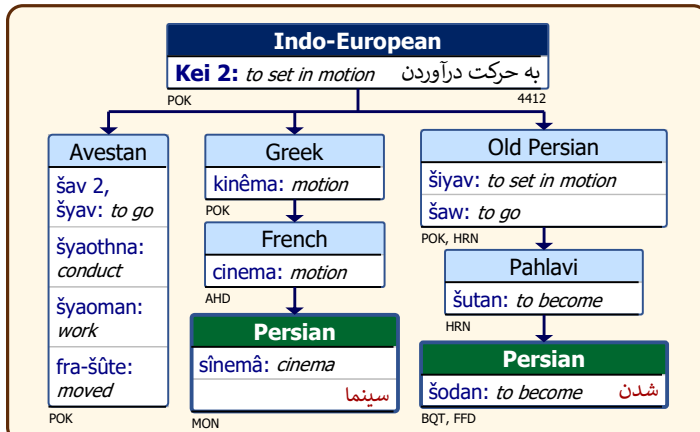 Indo-European
Kei 2: to set in motion به حرکت درآوردن
POK 4412
Avestan
šav 2,
šyav: to go
šyaothna:
conduct
šyaoman:
work
fra-šûte:
moved
POK
Greek
kinêma: motion
POK
French
cinema: motion
AHD
Persian
sînemâ: cinema
سینما
MON
Old Persian
šiyav: to set in motion
šaw: to go
POK, HRN
Pahlavi
šutan: to become
HRN
Persian
šodan: to become شدن
BQT, FFD